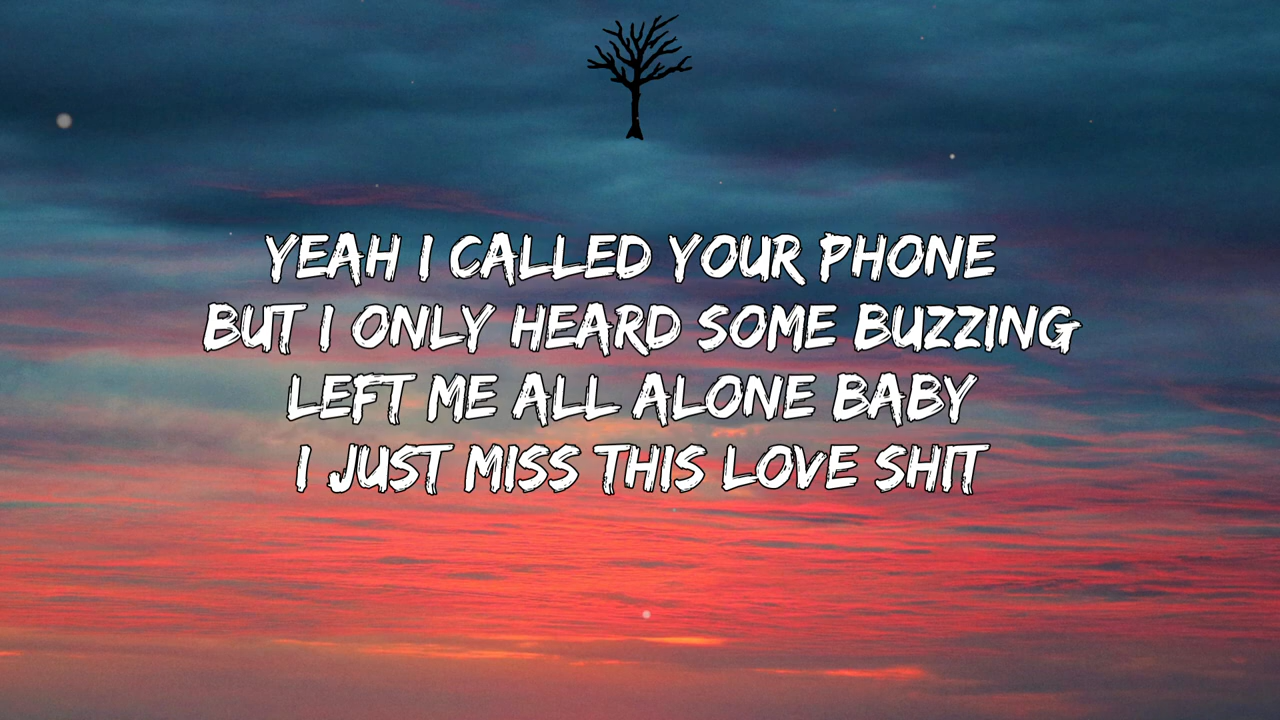 YEAH I CALLED YOUR PHONE
BUT I ONLY HEARD SOME BUZZING
LEFT ME ALL ALONE BABY
I JUST MISS THIS LOVE SHIT